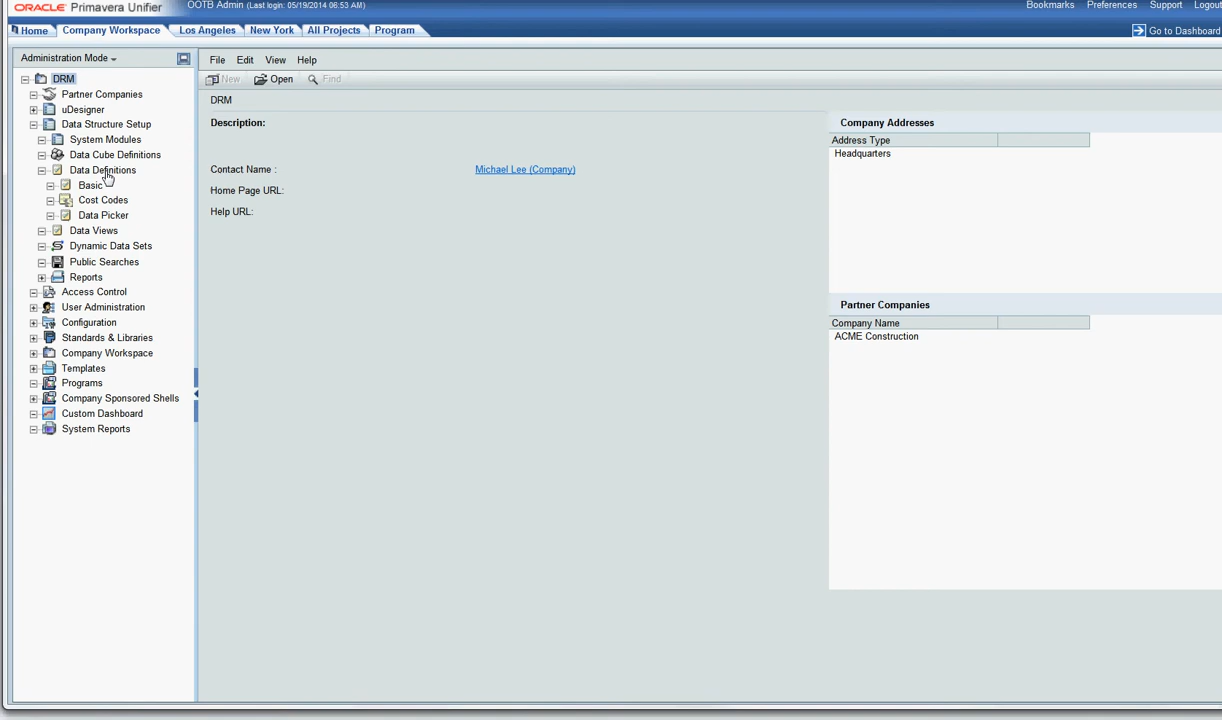 ORACLE Primavera Unifier OOTB Admin (Last login: 05/19/2014 06:53 AM) Bookmarks Preferences Support Logout
Home Company Workspace Los Angeles New York All Projects Program Go to Dashboard
Administration Mode
DRM
Partner Companies
uDesigner
Data Structure Setup
System Modules
Data Cube Definitions
Data Definitions
Basic
Cost Codes
Data Picker
Data Views
Dynamic Data Sets
Public Searches
Reports
Access Control
User Administration
Configuration
Standards & Libraries
Company Workspace
Templates
Programs
Company Sponsored Shells
Custom Dashboard
System Reports
File Edit View Help
New Open Find
DRM
Description:
Contact Name : Michael Lee (Company)
Home Page URL:
Help URL:
Company Addresses
Address Type
Headquarters
Partner Companies
Company Name
ACME Construction